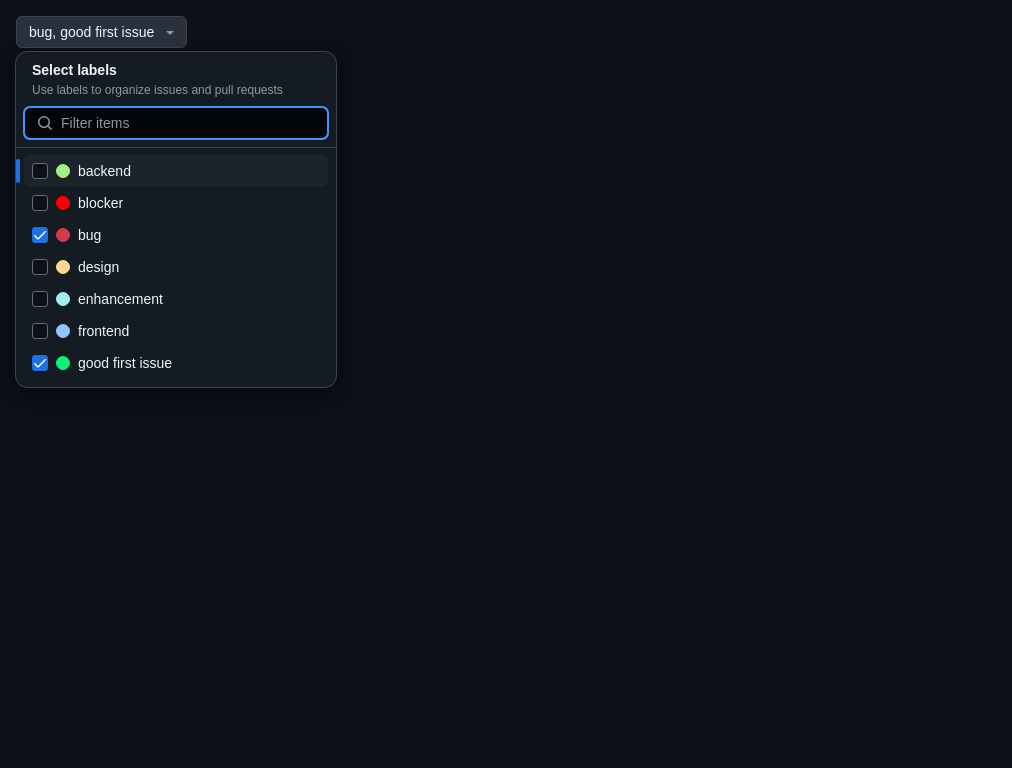 bug, good first issue
Select labels
Use labels to organize issues and pull requests
Filter items
backend
blocker
bug
design
enhancement
frontend
good first issue